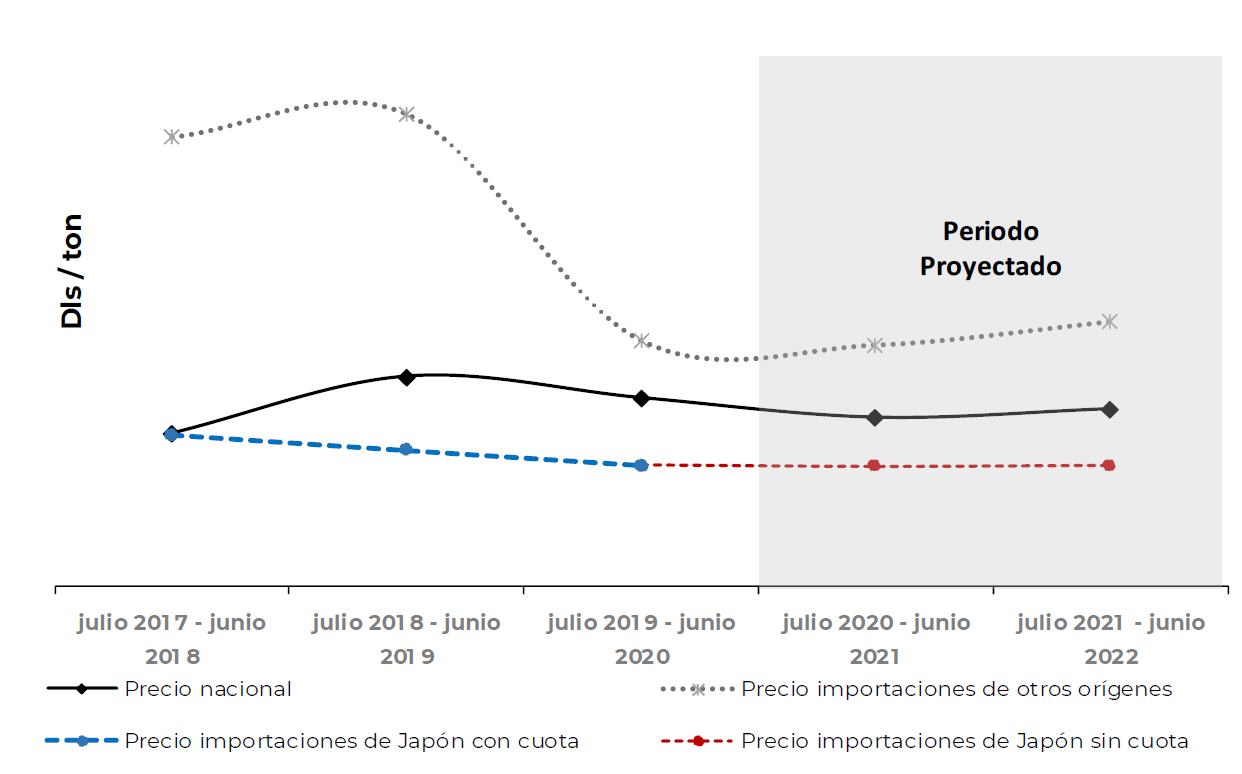 Dls / ton
Periodo
Proyectado
julio 2017 - junio
2018
julio 2018 - junio
2019
julio 2019 - junio
2020
julio 2020 - junio
2021
julio 2021 - junio
2022
Precio nacional
Precio importaciones de otros orígenes
Precio importaciones de Japón con cuota
Precio importaciones de Japón sin cuota